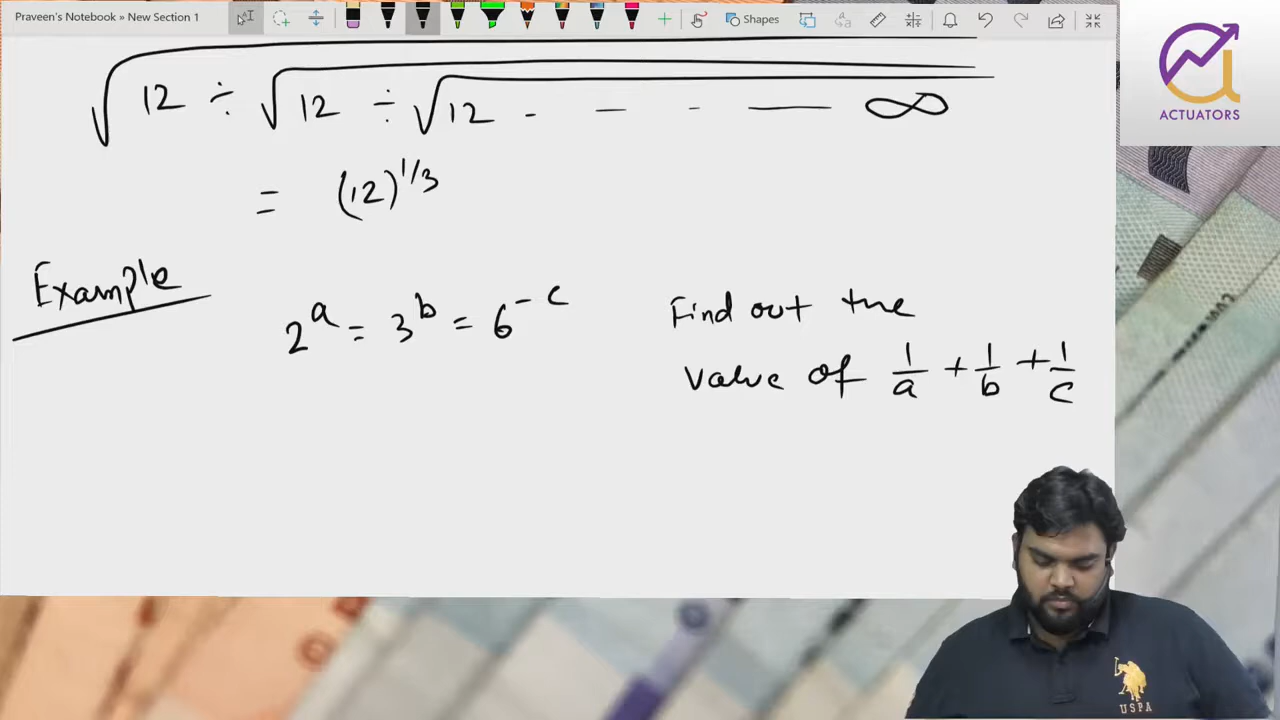 Praveen's Notebook » New Section 1
Shapes
ACTUATORS
√12 ÷ √12 ÷ √12 - - - — ∞
= (12)^1/3
Example
2^a = 3^b = 6^-c
Find out the
value of 1/a + 1/b + 1/c
USPA